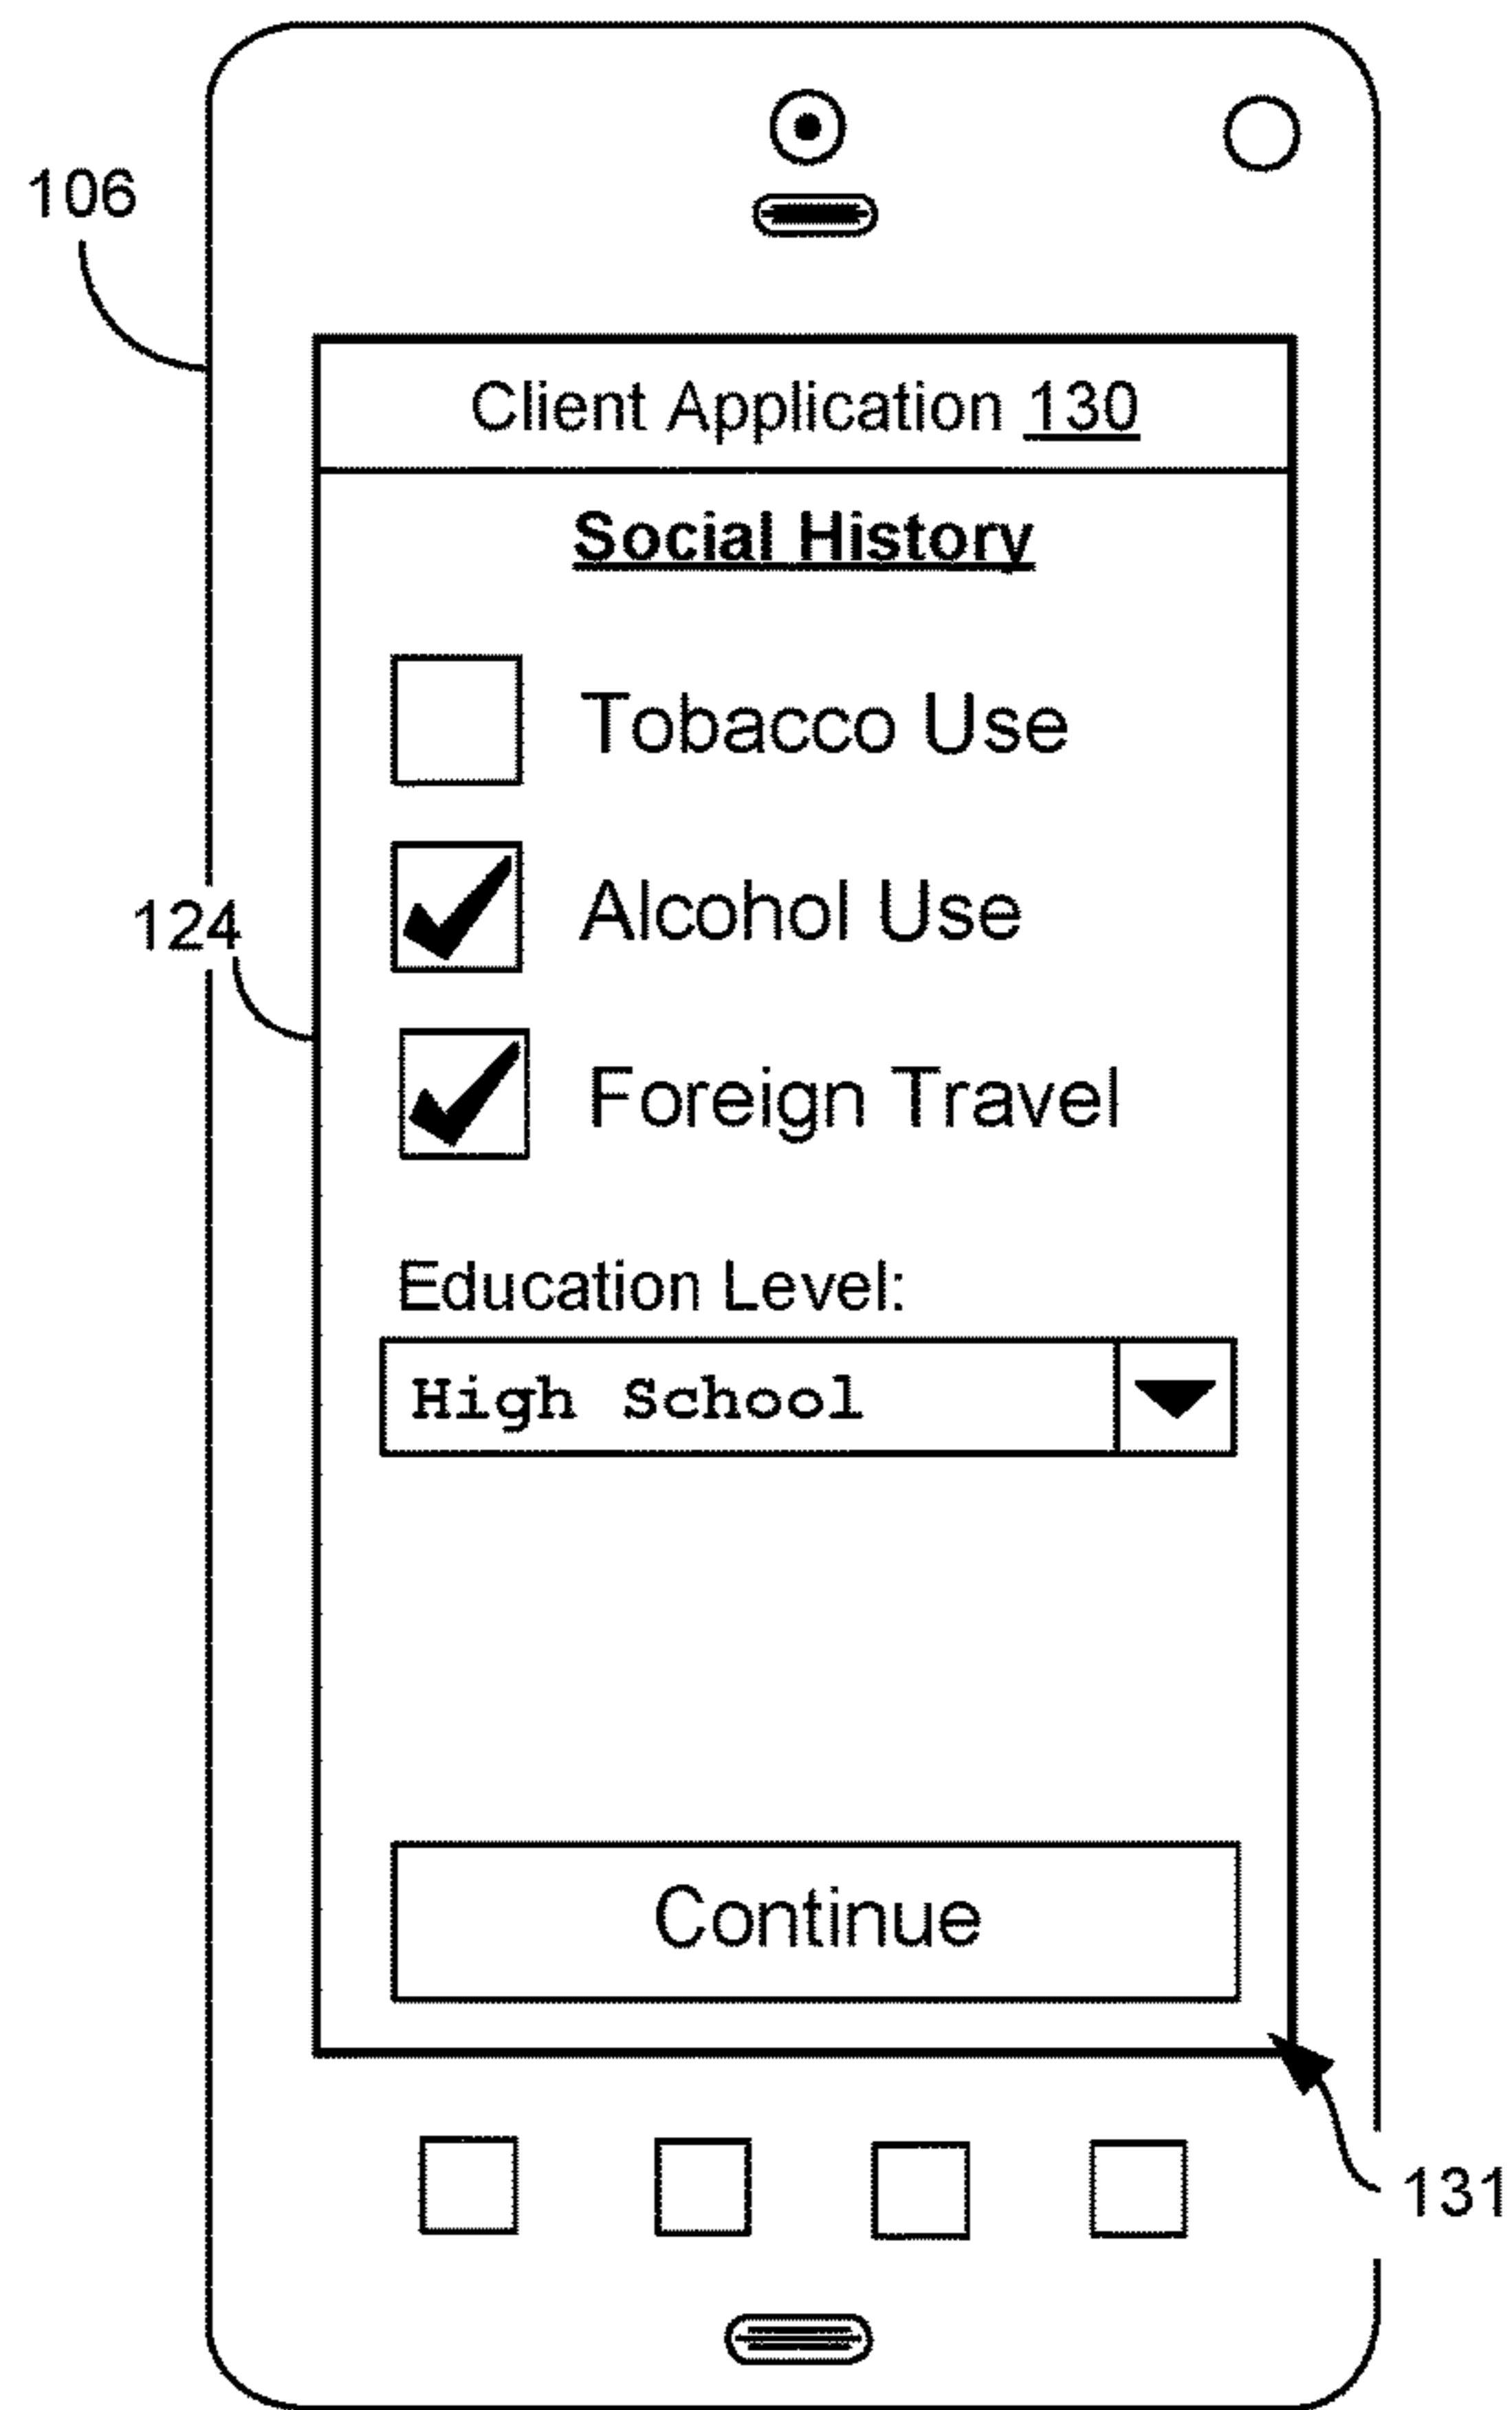 106
Client Application 130
Social History
Tobacco Use
124
Alcohol Use
Foreign Travel
Education Level:
High School
Continue
131